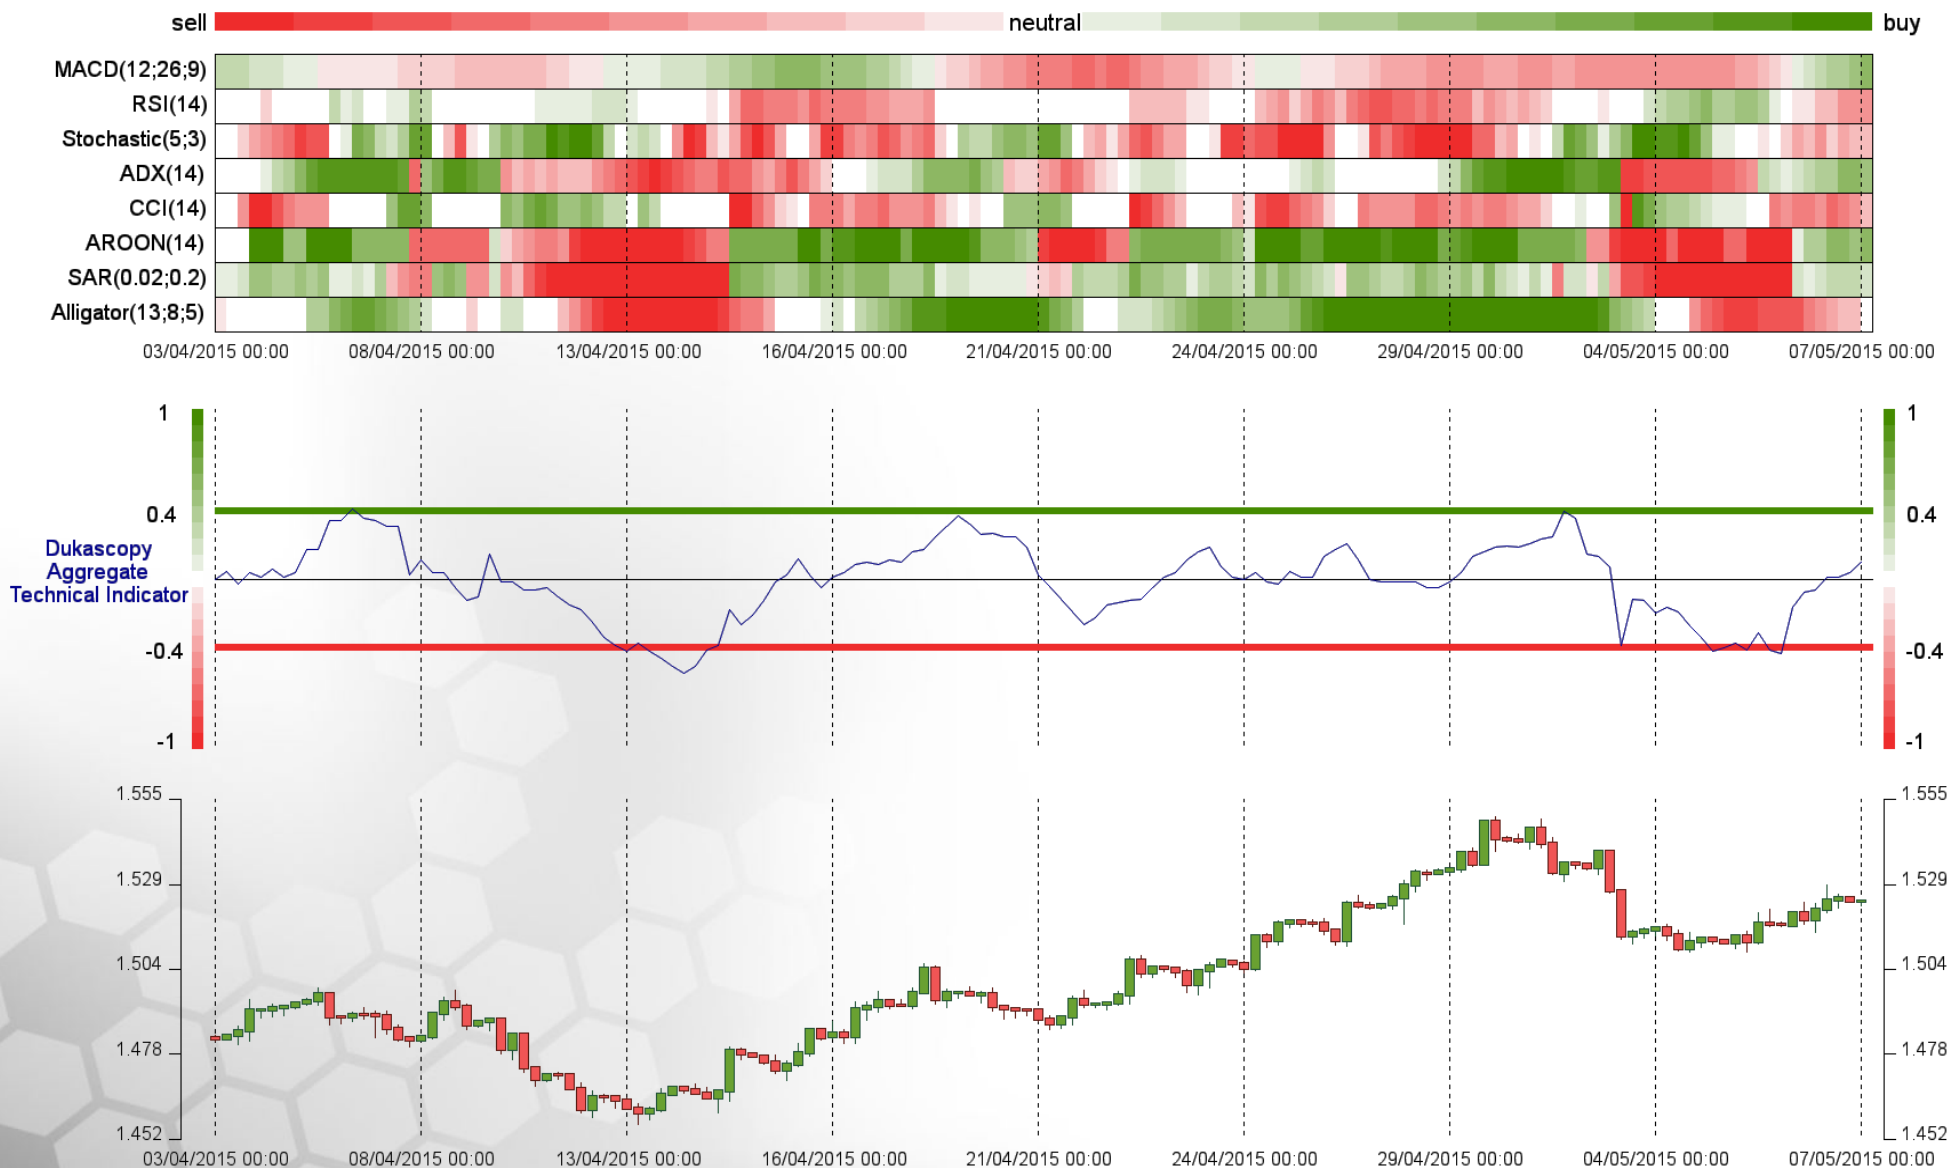 sell neutral buy
MACD(12;26;9)
RSI(14)
Stochastic(5;3)
ADX(14)
CCI(14)
AROON(14)
SAR(0.02;0.2)
Alligator(13;8;5)
03/04/2015 00:00 08/04/2015 00:00 13/04/2015 00:00 16/04/2015 00:00 21/04/2015 00:00 24/04/2015 00:00 29/04/2015 00:00 04/05/2015 00:00 07/05/2015 00:00
1 1
0.4 0.4
Dukascopy
Aggregate
Technical Indicator
-0.4 -0.4
-1 -1
1.555 1.555
1.529 1.529
1.504 1.504
1.478 1.478
1.452 1.452
03/04/2015 00:00 08/04/2015 00:00 13/04/2015 00:00 16/04/2015 00:00 21/04/2015 00:00 24/04/2015 00:00 29/04/2015 00:00 04/05/2015 00:00 07/05/2015 00:00